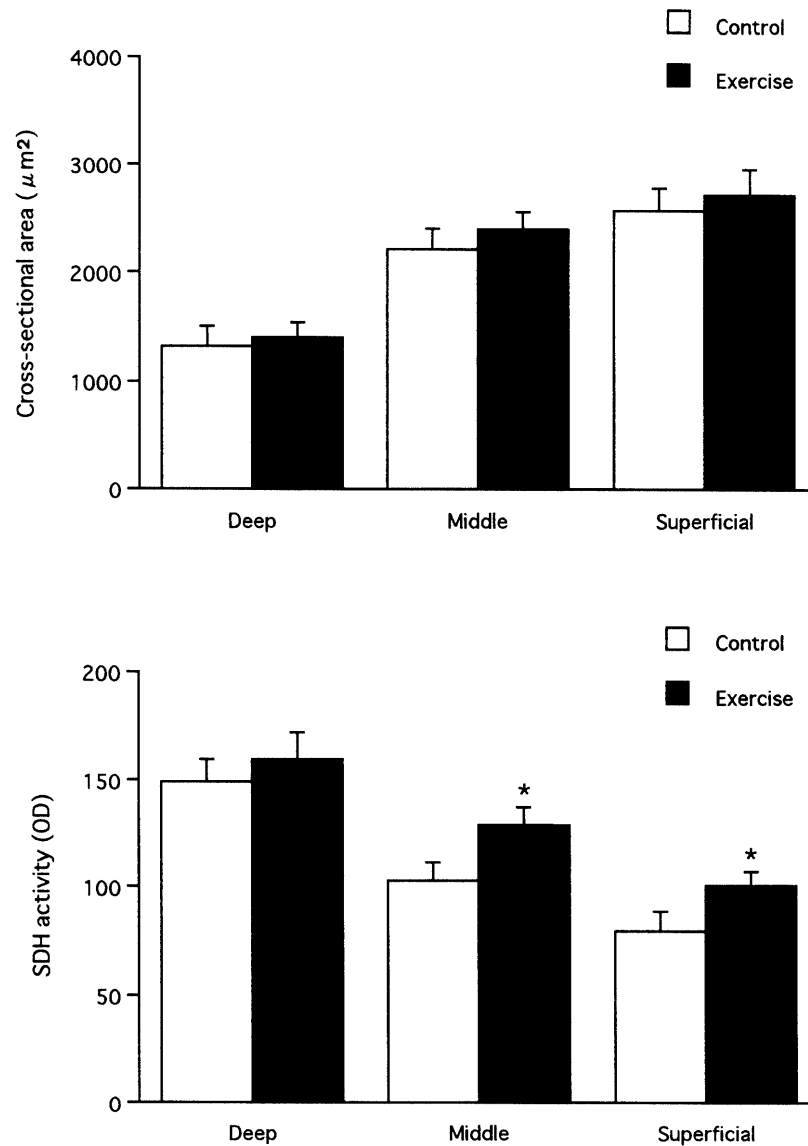 Control
Exercise
Cross-sectional area (μm²)
4000
3000
2000
1000
0
Deep Middle Superficial
Control
Exercise
SDH activity (OD)
200
150
100
50
0
*
*
Deep Middle Superficial